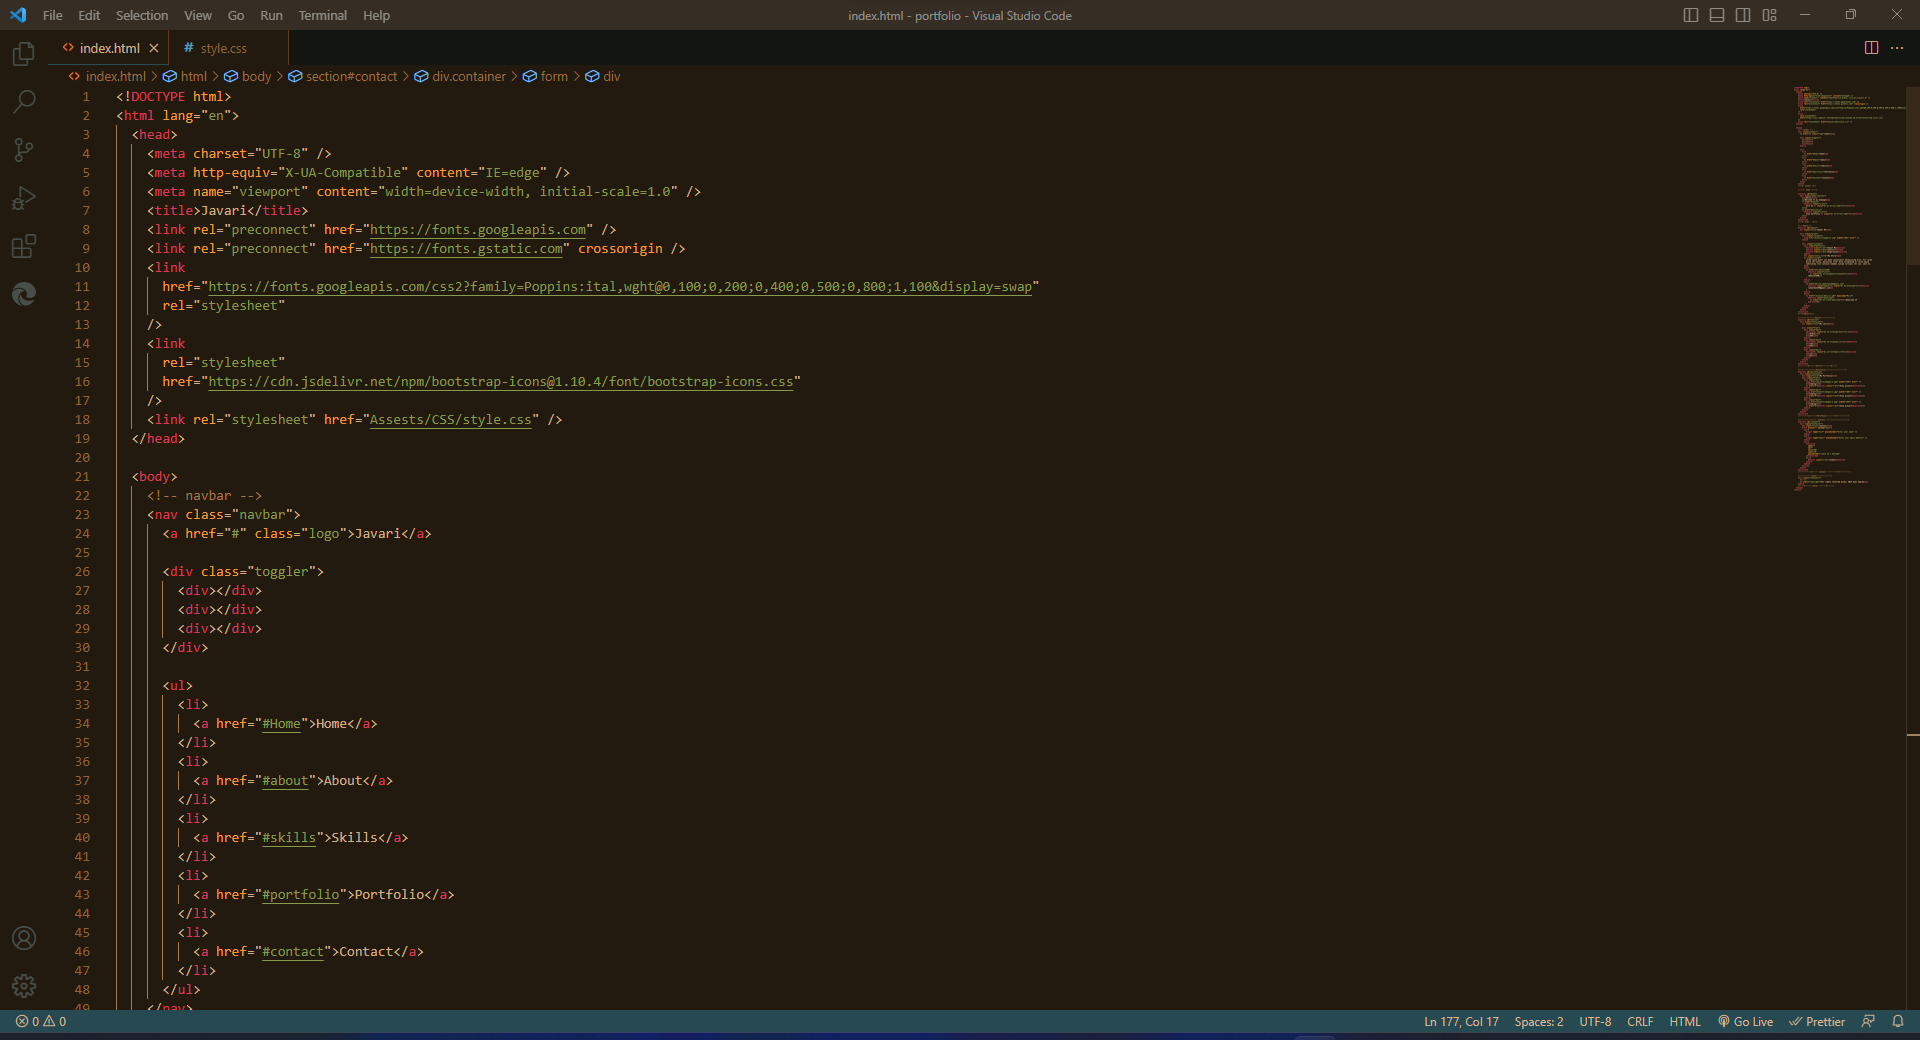 File Edit Selection View Go Run Terminal Help
index.html - portfolio - Visual Studio Code
index.html
# style.css
index.html > html > body > section#contact > div.container > form > div
1 <!DOCTYPE html>
2 <html lang="en">
3 <head>
4 <meta charset="UTF-8" />
5 <meta http-equiv="X-UA-Compatible" content="IE=edge" />
6 <meta name="viewport" content="width=device-width, initial-scale=1.0" />
7 <title>Javari</title>
8 <link rel="preconnect" href="https://fonts.googleapis.com" />
9 <link rel="preconnect" href="https://fonts.gstatic.com" crossorigin />
10 <link
11 href="https://fonts.googleapis.com/css2?family=Poppins:ital,wght@0,100;0,200;0,400;0,500;0,800;1,100&display=swap"
12 rel="stylesheet"
13 />
14 <link
15 rel="stylesheet"
16 href="https://cdn.jsdelivr.net/npm/bootstrap-icons@1.10.4/font/bootstrap-icons.css"
17 />
18 <link rel="stylesheet" href="Assests/CSS/style.css" />
19 </head>
20
21 <body>
22 <!-- navbar -->
23 <nav class="navbar">
24 <a href="#" class="logo">Javari</a>
25
26 <div class="toggler">
27 <div></div>
28 <div></div>
29 <div></div>
30 </div>
31
32 <ul>
33 <li>
34 <a href="#Home">Home</a>
35 </li>
36 <li>
37 <a href="#about">About</a>
38 </li>
39 <li>
40 <a href="#skills">Skills</a>
41 </li>
42 <li>
43 <a href="#portfolio">Portfolio</a>
44 </li>
45 <li>
46 <a href="#contact">Contact</a>
47 </li>
48 </ul>
49 </nav>
0 0
Ln 177, Col 17 Spaces: 2 UTF-8 CRLF HTML Go Live Prettier